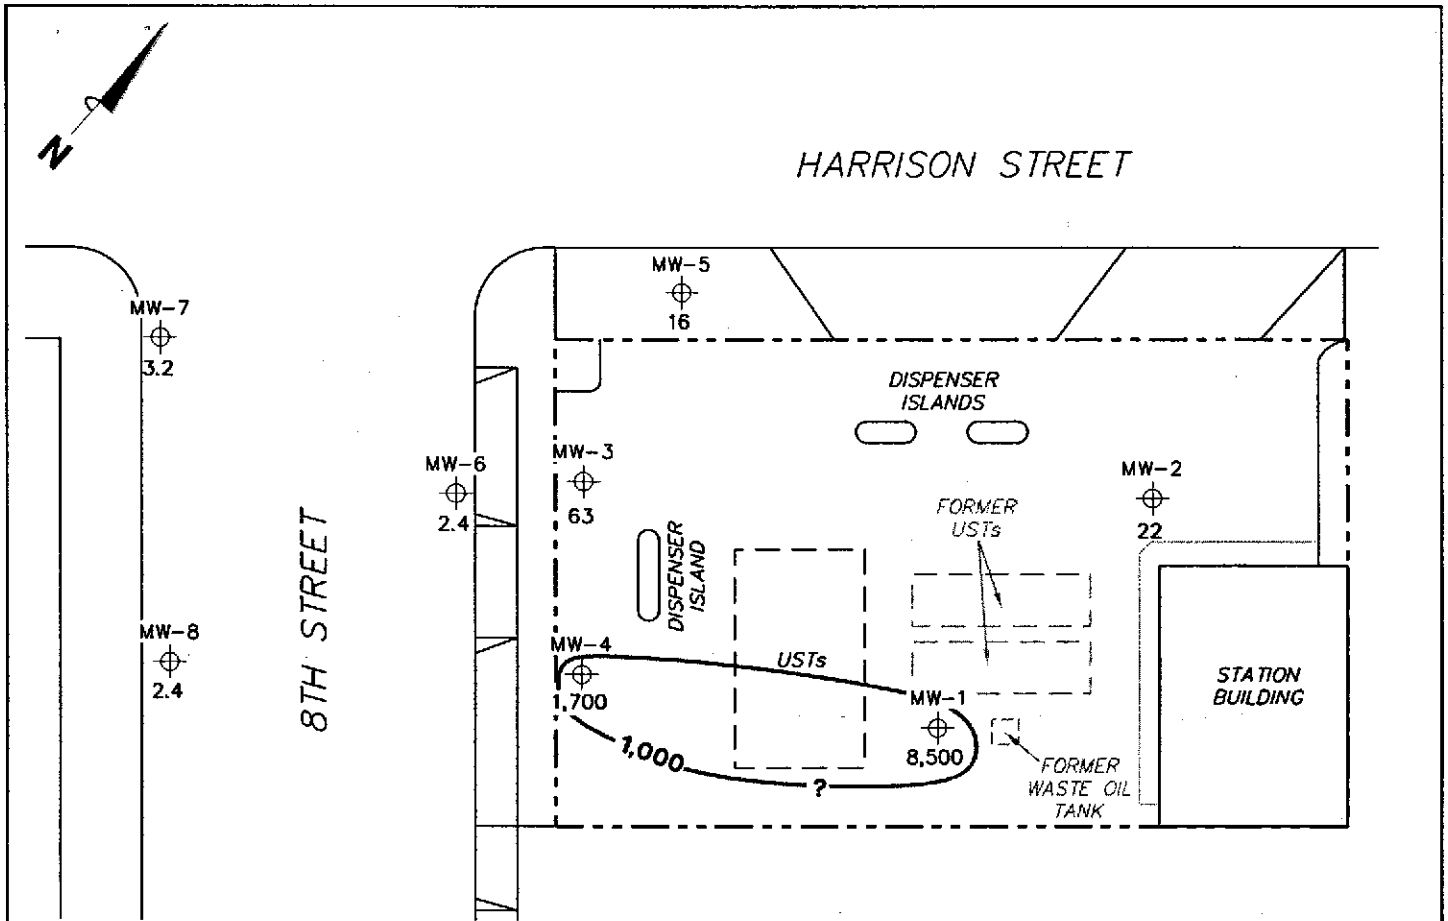 N
HARRISON STREET
MW-5
16
MW-7
3.2
DISPENSER
ISLANDS
MW-3
63
MW-6
2.4
MW-2
22
FORMER
USTs
8TH STREET
DISPENSER
ISLAND
MW-4
1,700
USTs
MW-8
2.4
MW-1
8,500
STATION
BUILDING
1,000
?
FORMER
WASTE OIL
TANK